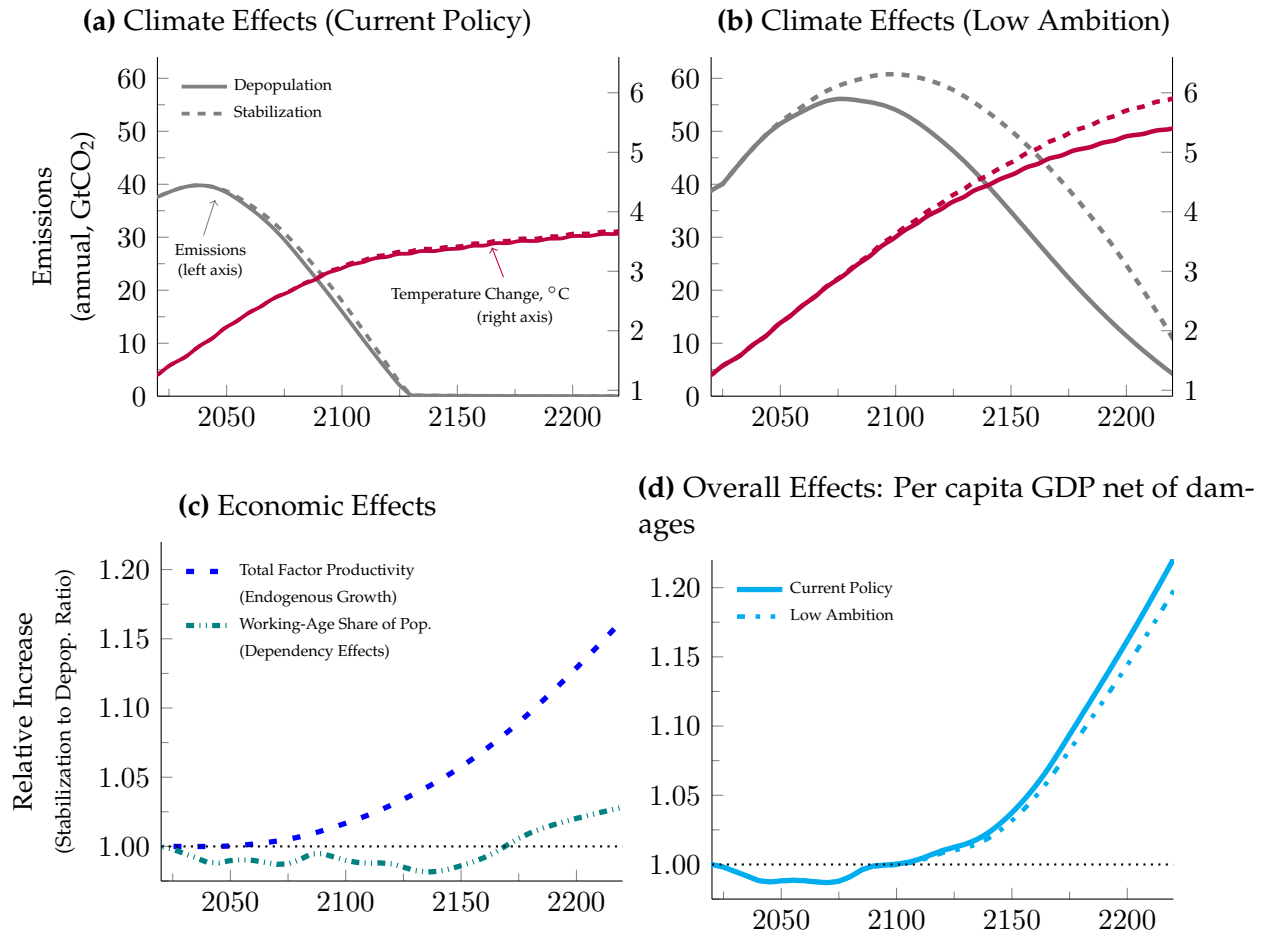 (a) Climate Effects (Current Policy)
60
50
40
30
20
10
0
Emissions
(annual, GtCO2)
Depopulation
Stabilization
Emissions
(left axis)
Temperature Change, °C
(right axis)
6
5
4
3
2
1
2050
2100
2150
2200
(b) Climate Effects (Low Ambition)
60
50
40
30
20
10
0
6
5
4
3
2
1
2050
2100
2150
2200
(c) Economic Effects
Relative Increase
(Stabilization to Depop. Ratio)
1.20
1.15
1.10
1.05
1.00
Total Factor Productivity
(Endogenous Growth)
Working-Age Share of Pop.
(Dependency Effects)
2050
2100
2150
2200
(d) Overall Effects: Per capita GDP net of dam-
ages
1.20
1.15
1.10
1.05
1.00
Current Policy
Low Ambition
2050
2100
2150
2200